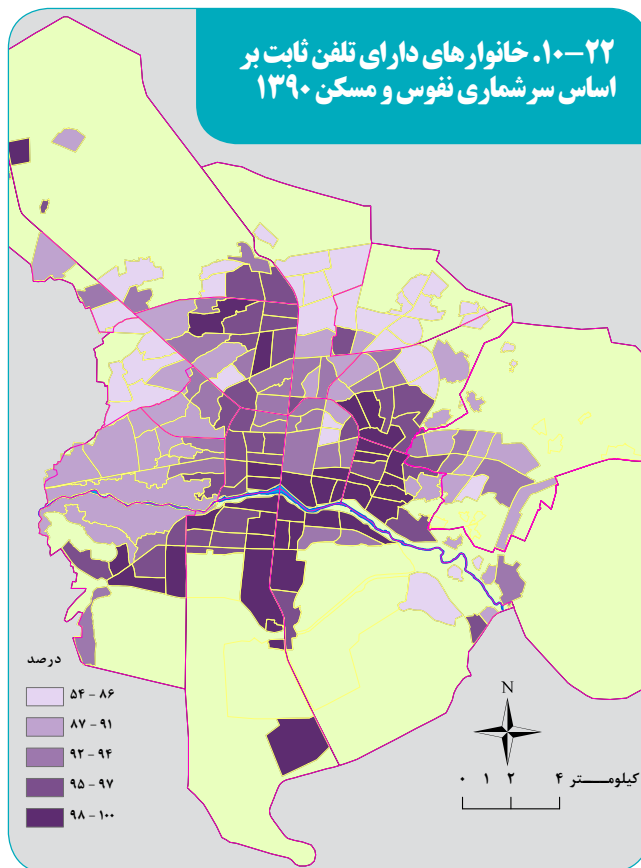 ۱۰-۲۲. خانوارهای دارای تلفن ثابت بر
اساس سرشماری نفوس و مسکن ۱۳۹۰
درصد
۵۴ - ۸۶
۸۷ - ۹۱
۹۲ - ۹۴
۹۵ - ۹۷
۹۸ - ۱۰۰
N
کیلومتر
۰ ۱ ۲ ۴